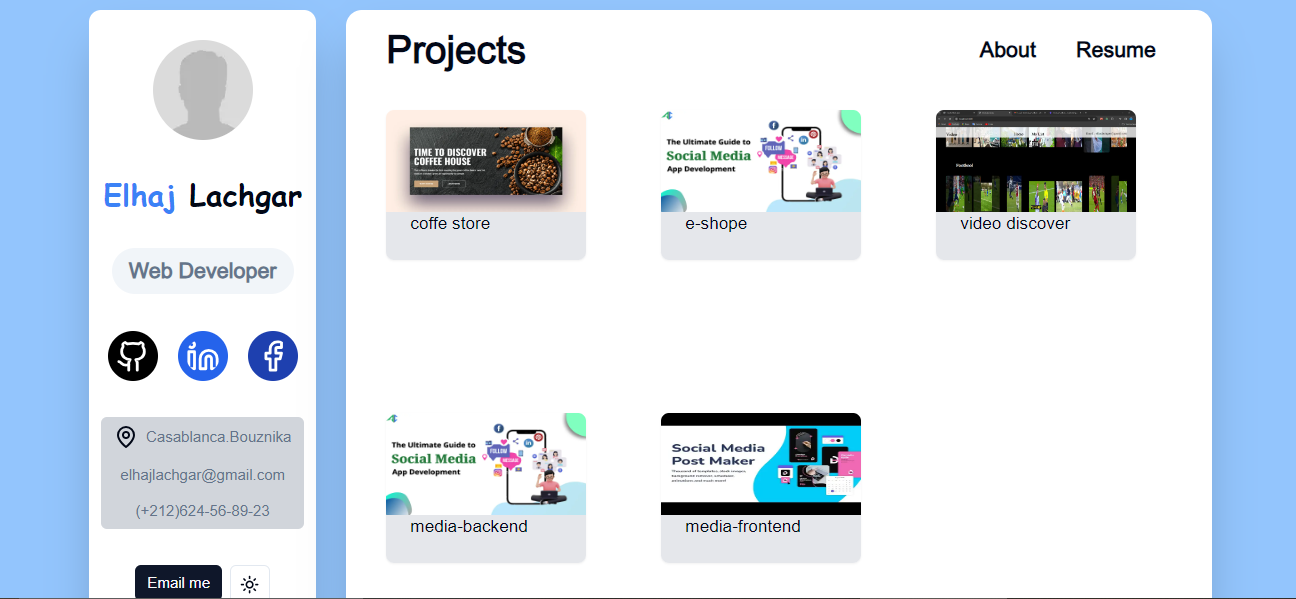 Projects
About
Resume
Elhaj Lachgar
Web Developer
Casablanca.Bouznika
elhajlachgar@gmail.com
(+212)624-56-89-23
Email me
TIME TO DISCOVER
COFFEE HOUSE
coffe store
The Ultimate Guide to
Social Media
App Development
FOLLOW
MESSAGE
e-shope
Video
Football
video discover
The Ultimate Guide to
Social Media
App Development
FOLLOW
MESSAGE
media-backend
Social Media
Post Maker
media-frontend